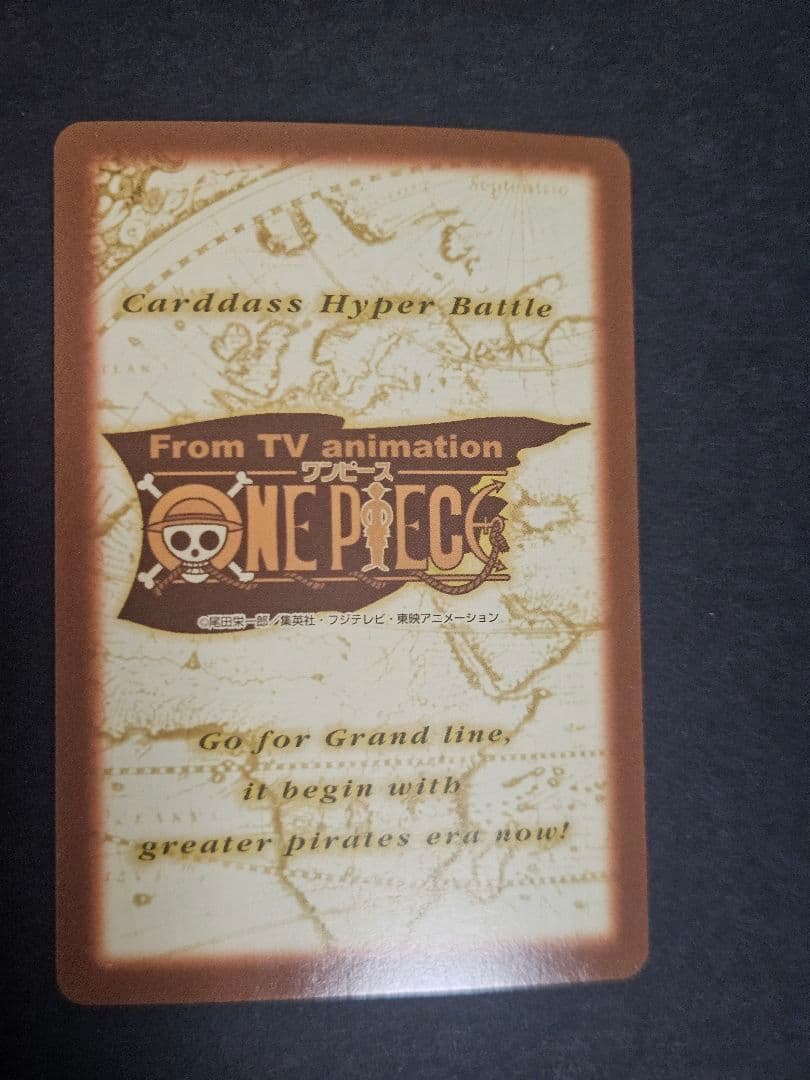 Septentrio
Carddass Hyper Battle
From TV animation
ワンピース
ONE PIECE
©尾田栄一郎/集英社・フジテレビ・東映アニメーション
Go for Grand line,
it begin with
greater pirates era now!